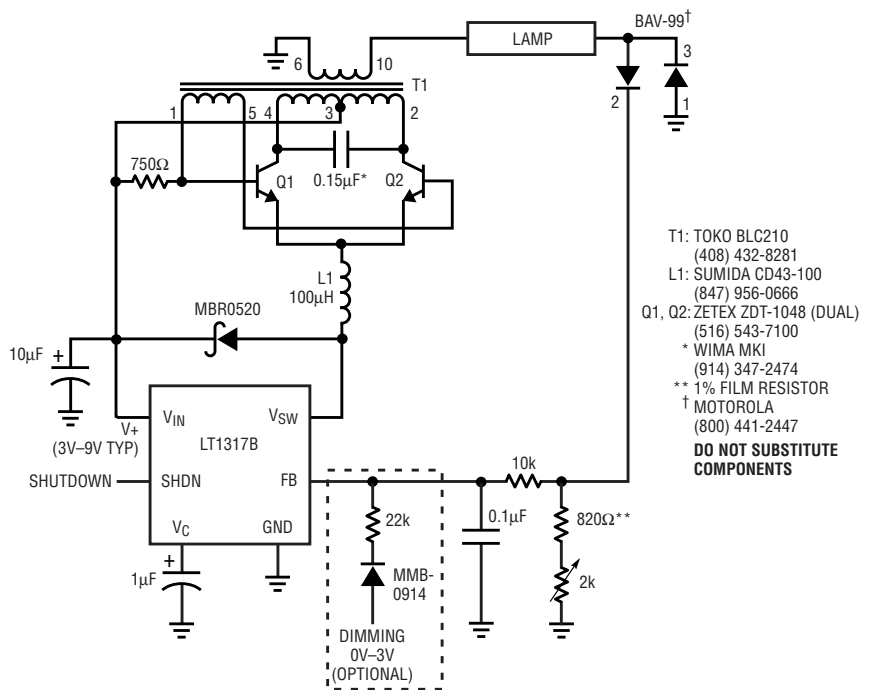 BAV-99†
LAMP
3
2
1
6
10
T1
1
5
4
3
2
750Ω
Q1
0.15µF*
Q2
L1
100µH
MBR0520
10µF
+
V+
(3V–9V TYP)
VIN
VSW
LT1317B
SHUTDOWN
SHDN
FB
VC
GND
+
1µF
22k
MMB-
0914
DIMMING
0V–3V
(OPTIONAL)
0.1µF
10k
820Ω**
2k
T1: TOKO BLC210
(408) 432-8281
L1: SUMIDA CD43-100
(847) 956-0666
Q1, Q2: ZETEX ZDT-1048 (DUAL)
(516) 543-7100
* WIMA MKI
(914) 347-2474
** 1% FILM RESISTOR
† MOTOROLA
(800) 441-2447
DO NOT SUBSTITUTE
COMPONENTS